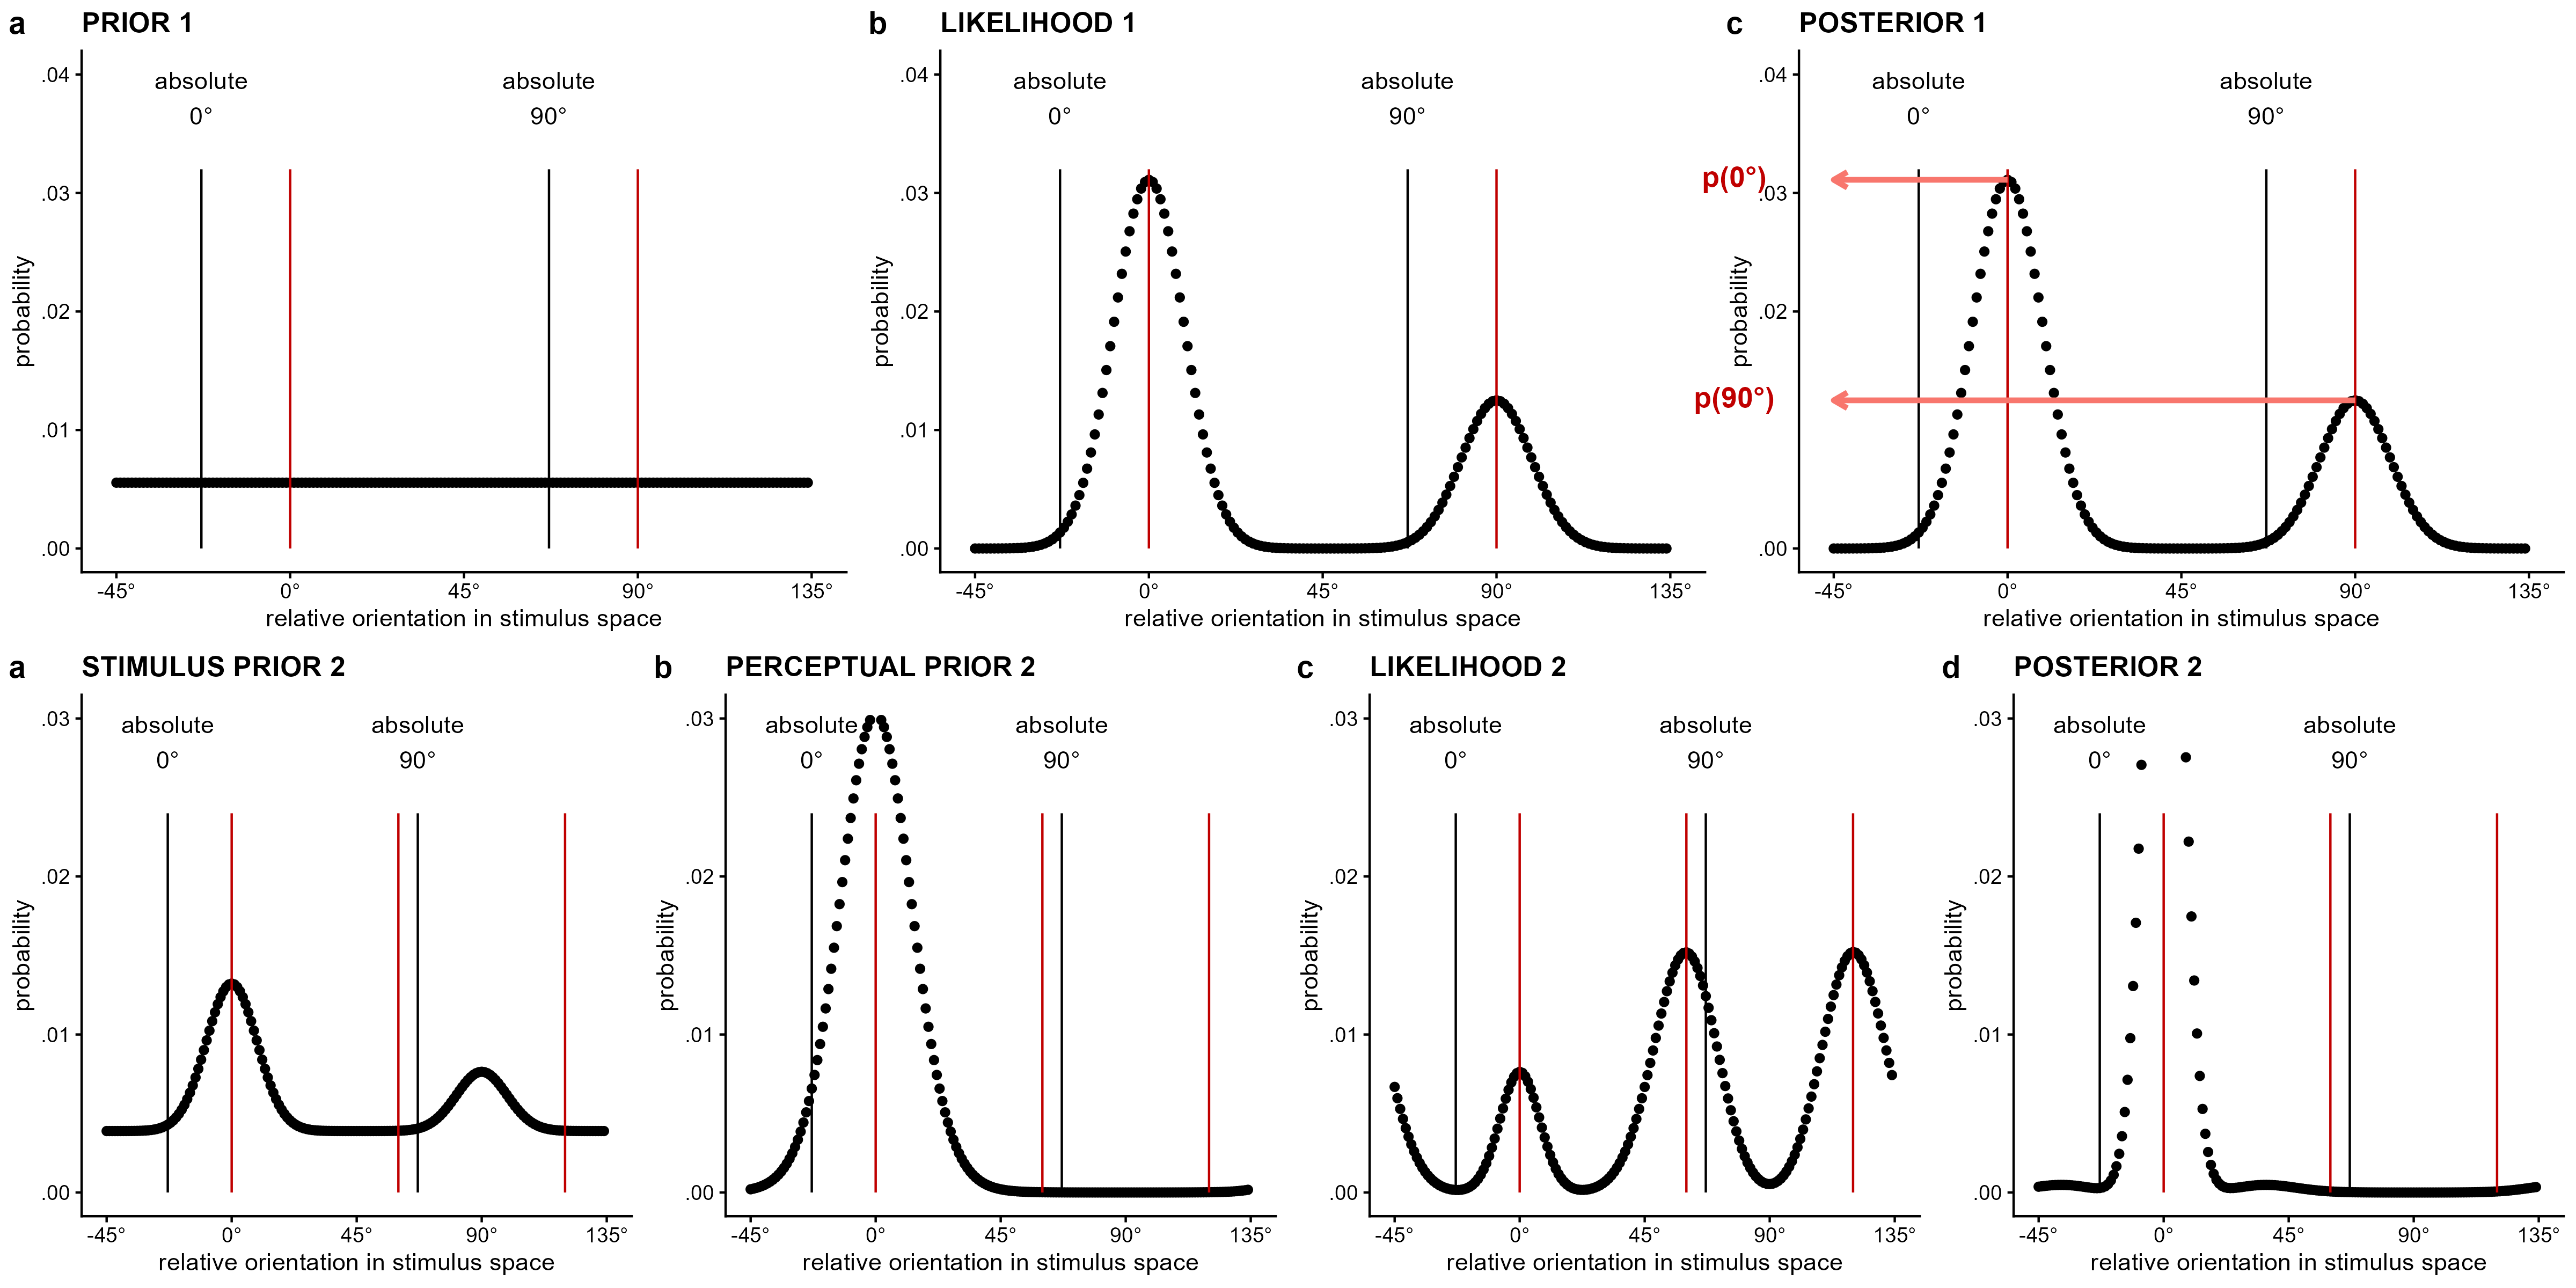 a PRIOR 1
absolute
0°
absolute
90°
.04
.03
.02
.01
.00
probability
-45° 0° 45° 90° 135°
relative orientation in stimulus space
b LIKELIHOOD 1
absolute
0°
absolute
90°
.04
.03
.02
.01
.00
probability
-45° 0° 45° 90° 135°
relative orientation in stimulus space
c POSTERIOR 1
absolute
0°
absolute
90°
p(0°)
p(90°)
.04
.03
.02
.01
.00
probability
-45° 0° 45° 90° 135°
relative orientation in stimulus space
a STIMULUS PRIOR 2
absolute
0°
absolute
90°
.03
.02
.01
.00
probability
-45° 0° 45° 90° 135°
relative orientation in stimulus space
b PERCEPTUAL PRIOR 2
absolute
0°
absolute
90°
.03
.02
.01
.00
probability
-45° 0° 45° 90° 135°
relative orientation in stimulus space
c LIKELIHOOD 2
absolute
0°
absolute
90°
.03
.02
.01
.00
probability
-45° 0° 45° 90° 135°
relative orientation in stimulus space
d POSTERIOR 2
absolute
0°
absolute
90°
.03
.02
.01
.00
probability
-45° 0° 45° 90° 135°
relative orientation in stimulus space